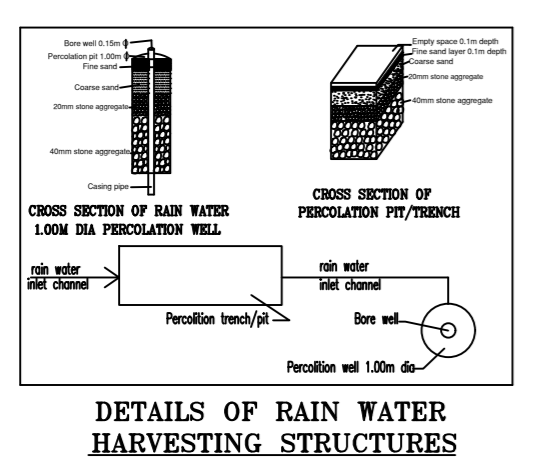 Bore well 0.15m ϕ
Percolation pit 1.00m ϕ
Fine sand
Coarse sand
20mm stone aggregate
40mm stone aggregate
Casing pipe
CROSS SECTION OF RAIN WATER
1.00M DIA PERCOLATION WELL
Empty space 0.1m depth
Fine sand layer 0.1m depth
Coarse sand
20mm stone aggregate
40mm stone aggregate
CROSS SECTION OF
PERCOLATION PIT/TRENCH
rain water
inlet channel
Percolition trench/pit
rain water
inlet channel
Bore well
Percolition well 1.00m dia
DETAILS OF RAIN WATER
HARVESTING STRUCTURES